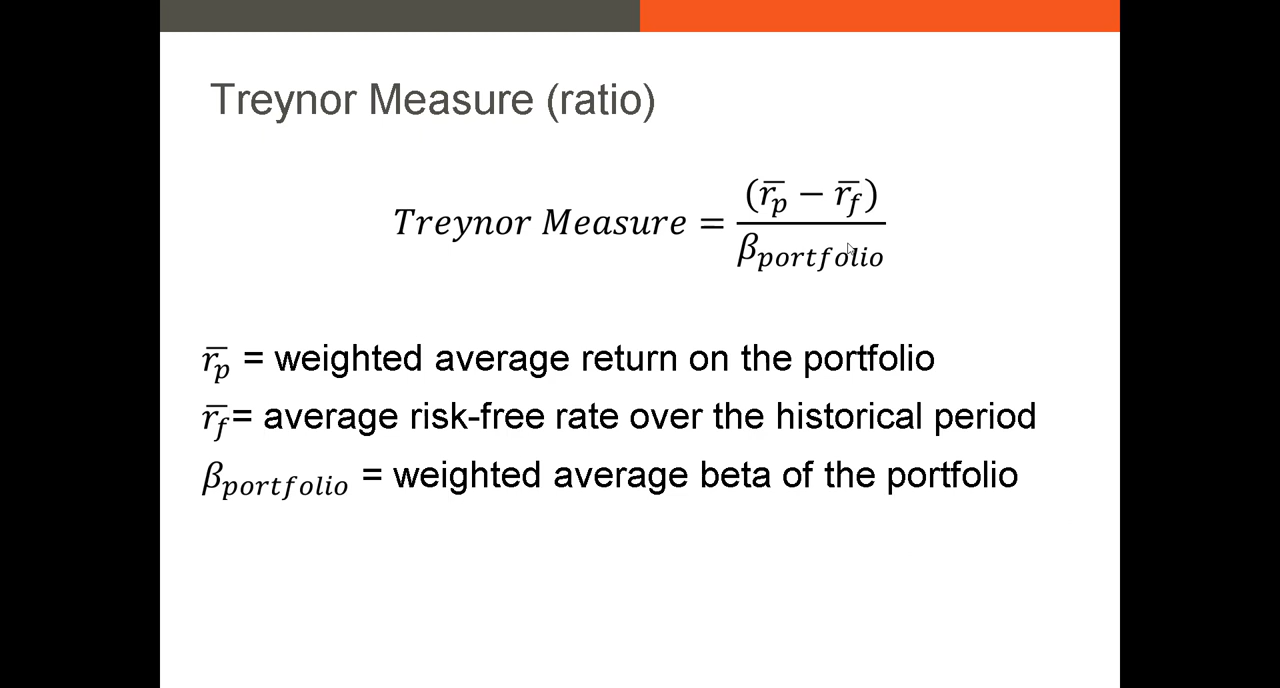 Treynor Measure (ratio)
Treynor Measure = (r̅p − r̅f) / βportfolio
r̅p = weighted average return on the portfolio
r̅f= average risk-free rate over the historical period
βportfolio = weighted average beta of the portfolio